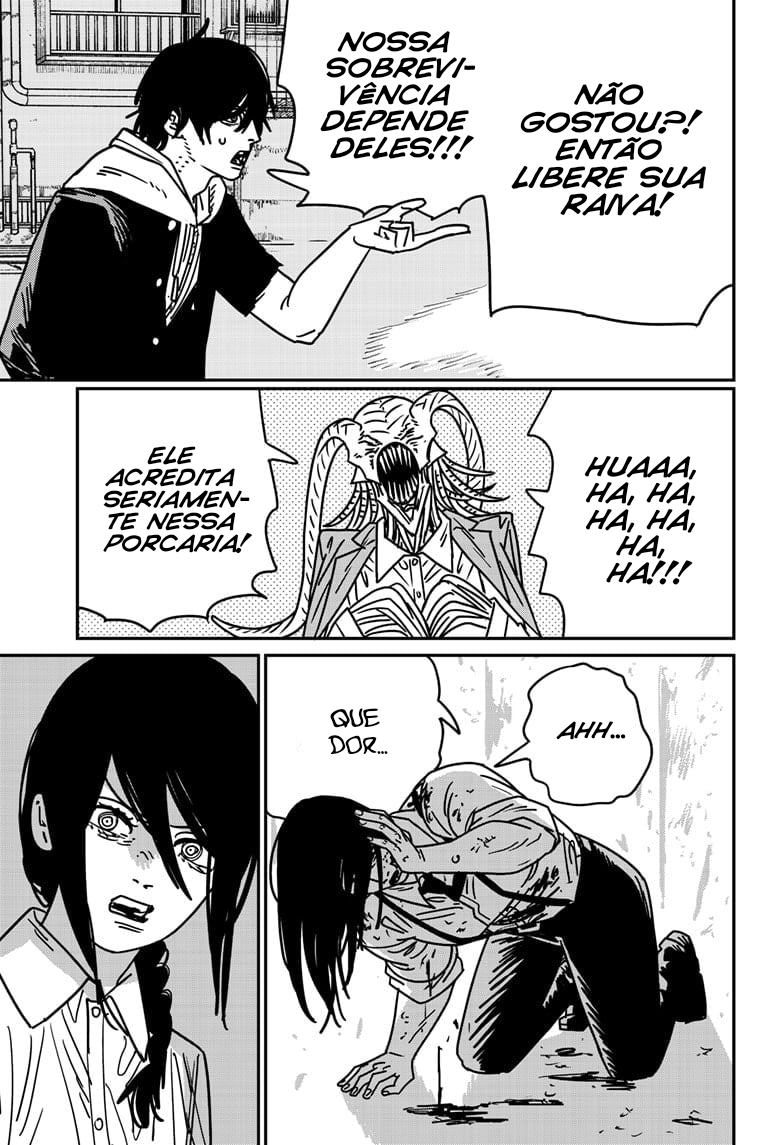 NÃO
GOSTOU?!
ENTÃO
LIBERE SUA
RAIVA!
NOSSA
SOBREVI-
VÊNCIA
DEPENDE
DELES!!!
HUAAA,
HA, HA,
HA, HA,
HA,
HA!!!
ELE
ACREDITA
SERIAMEN-
TE NESSA
PORCARIA!
AHH...
QUE
DOR...